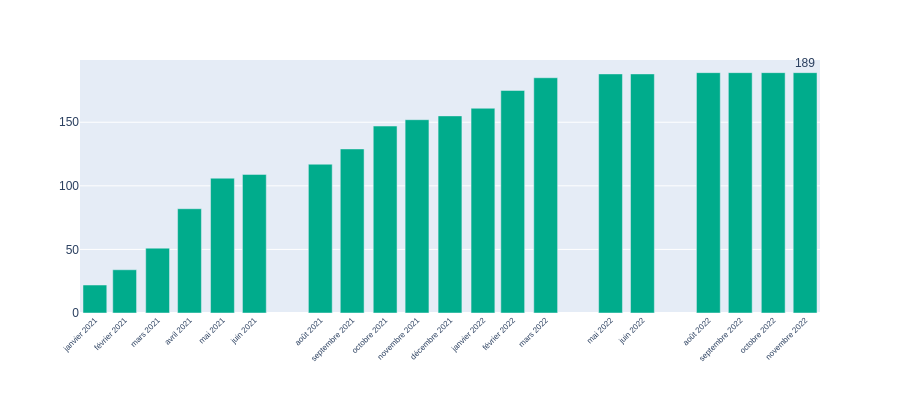 189
150
100
50
0
janvier 2021
février 2021
mars 2021
avril 2021
mai 2021
juin 2021
août 2021
septembre 2021
octobre 2021
novembre 2021
décembre 2021
janvier 2022
février 2022
mars 2022
mai 2022
juin 2022
août 2022
septembre 2022
octobre 2022
novembre 2022